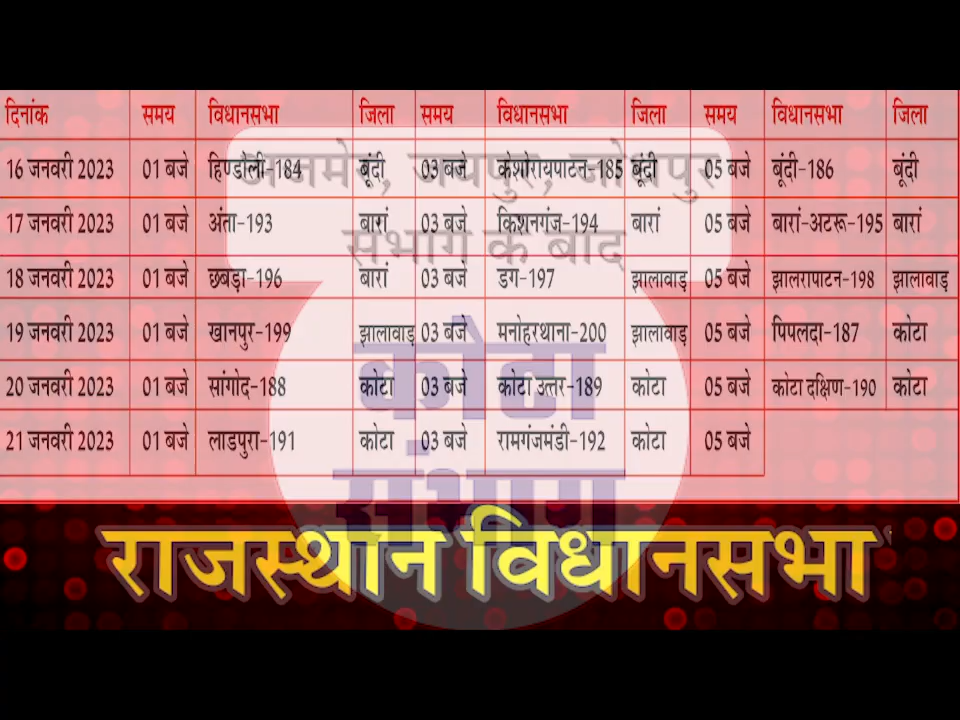 दिनांक समय विधानसभा जिला समय विधानसभा जिला समय विधानसभा जिला
16 जनवरी 2023 01 बजे हिण्डौली-184 बूंदी 03 बजे केशोरायपाटन-185 बूंदी 05 बजे बूंदी-186 बूंदी
17 जनवरी 2023 01 बजे अंता-193 बारां 03 बजे किशनगंज-194 बारां 05 बजे बारां-अटरू-195 बारां
18 जनवरी 2023 01 बजे छबड़ा-196 बारां 03 बजे डग-197 झालावाड़ 05 बजे झालरापाटन-198 झालावाड़
19 जनवरी 2023 01 बजे खानपुर-199 झालावाड़ 03 बजे मनोहरथाना-200 झालावाड़ 05 बजे पिपलदा-187 कोटा
20 जनवरी 2023 01 बजे सांगोद-188 कोटा 03 बजे कोटा उत्तर-189 कोटा 05 बजे कोटा दक्षिण-190 कोटा
21 जनवरी 2023 01 बजे लाडपुरा-191 कोटा 03 बजे रामगंजमंडी-192 कोटा 05 बजे
अजमेर, जयपुर, जोधपुर
संभाग के बाद
कोटा
संभाग
राजस्थान विधानसभा